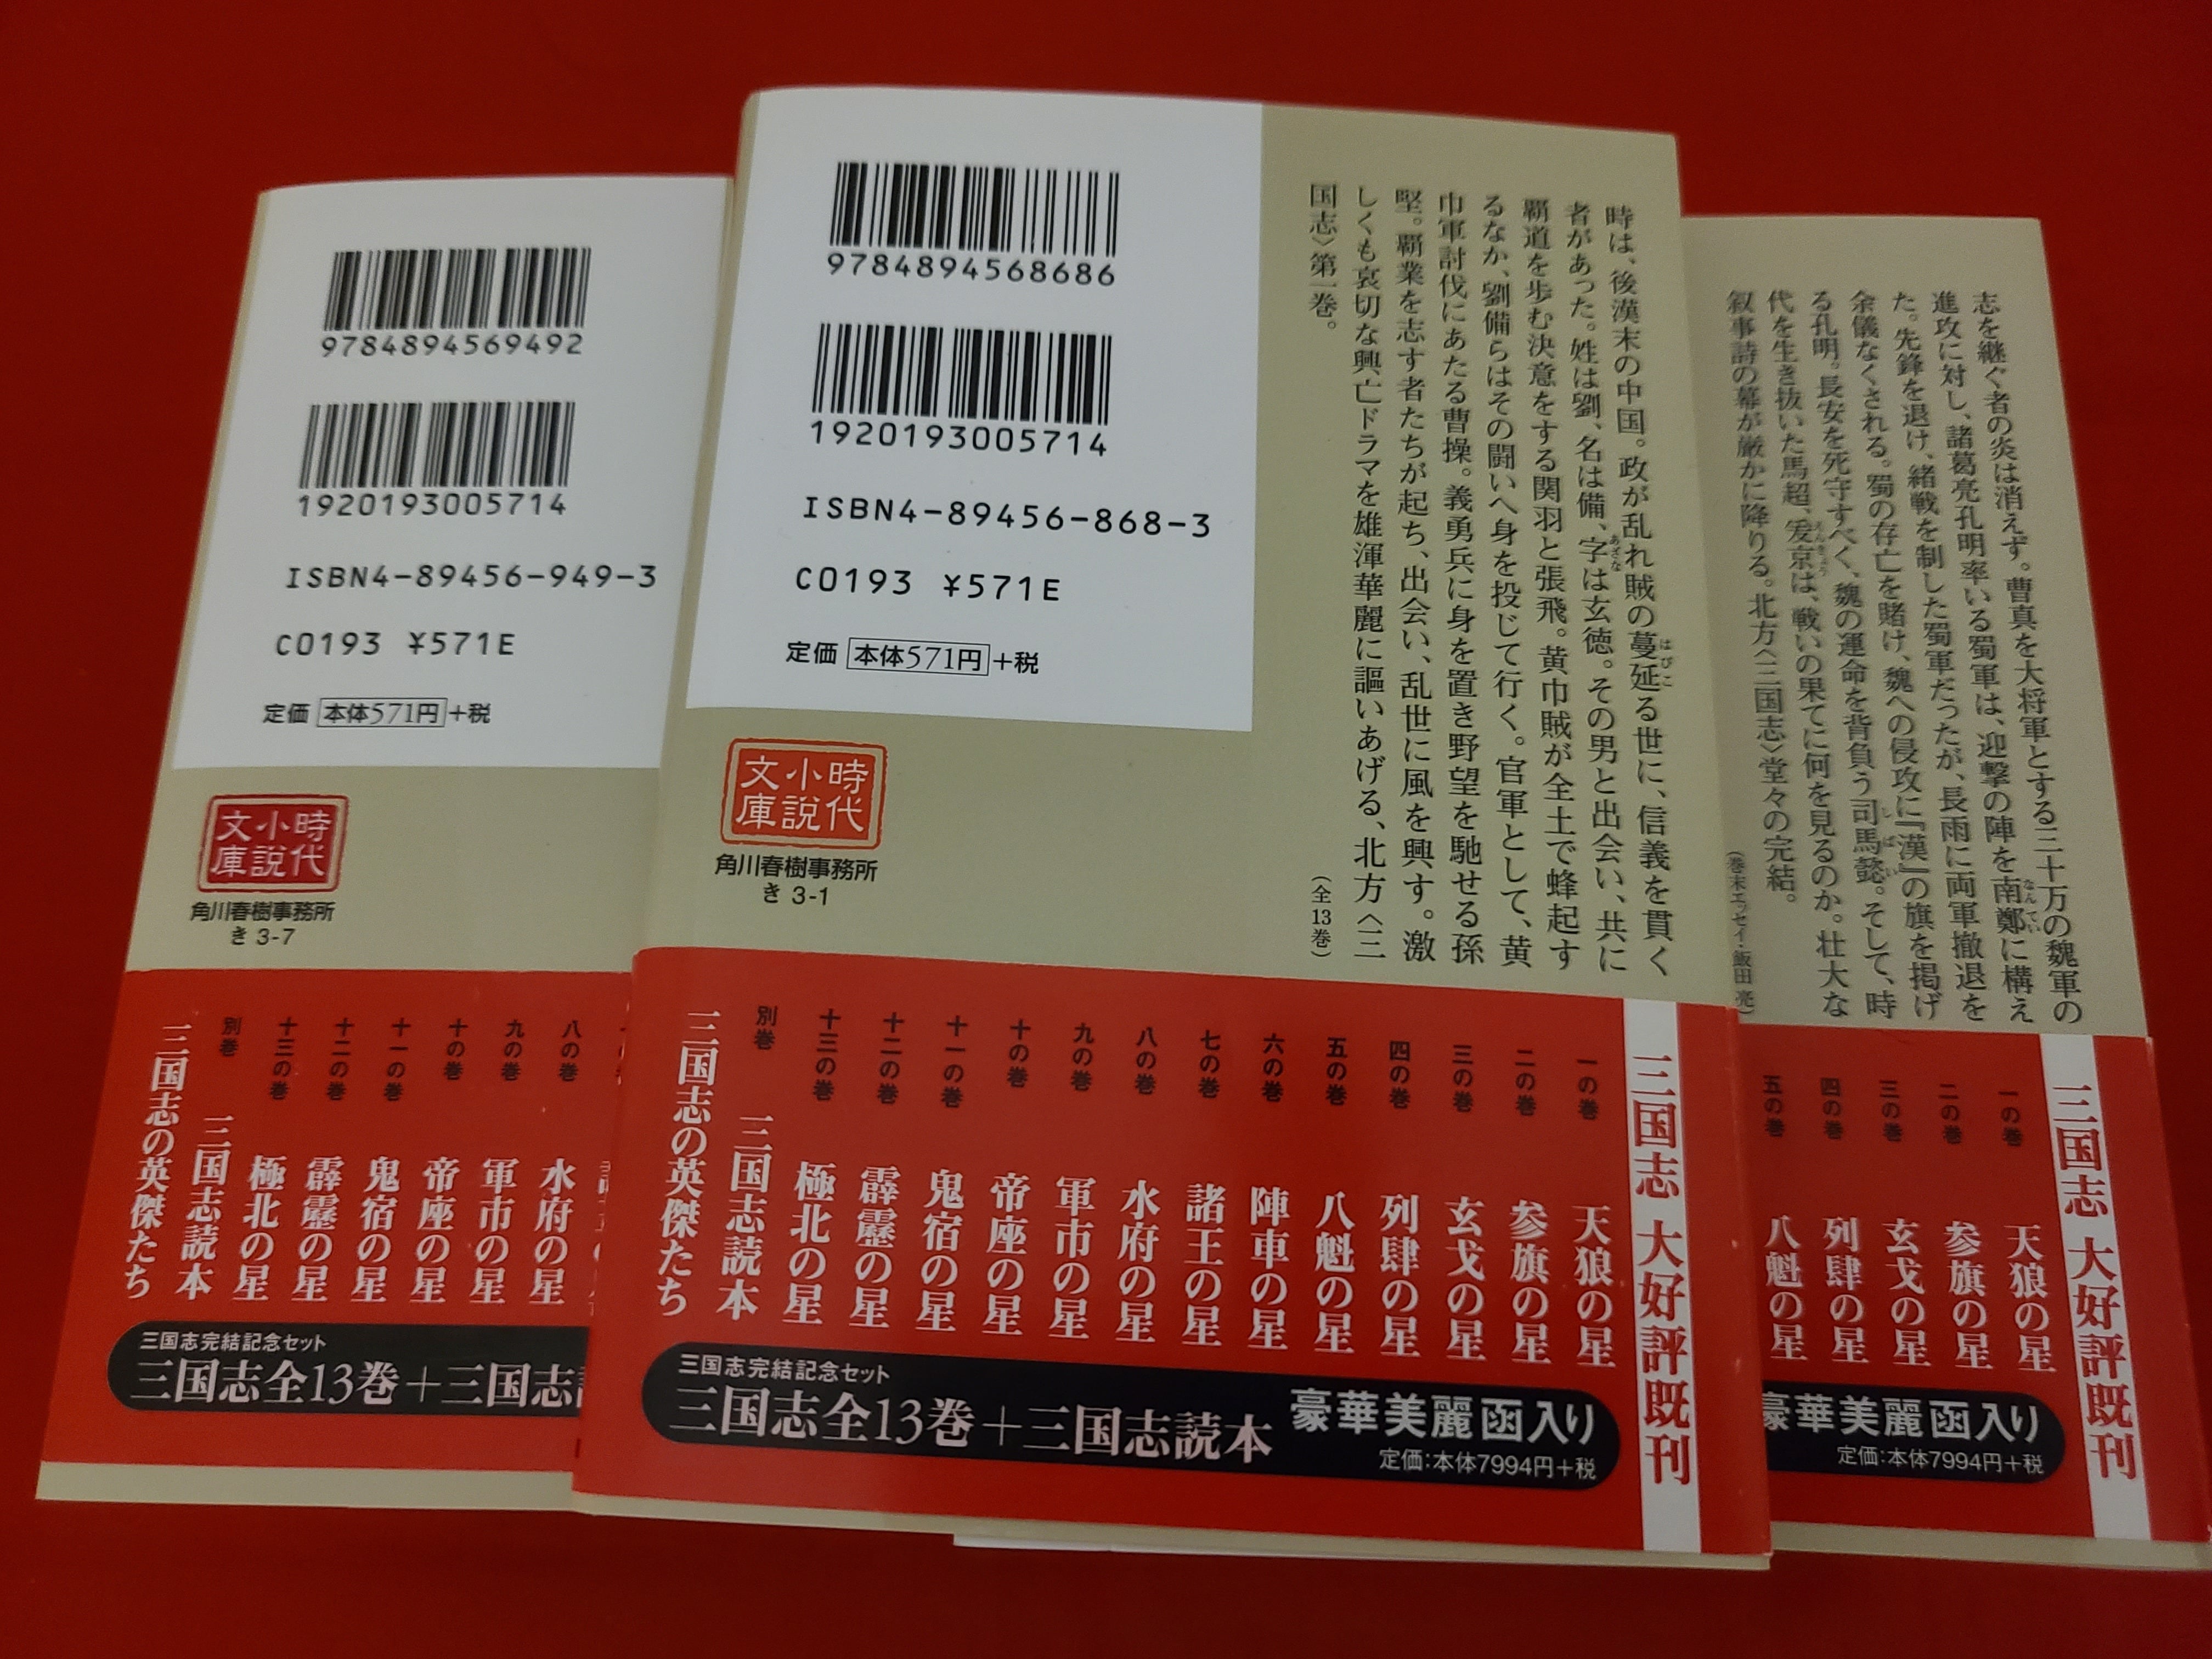 9784894569492
1920193005714
ISBN4-89456-949-3
C0193 ¥571E
定価 本体571円+税
時代
小説
文庫
角川春樹事務所
き 3-7
八の巻 水府の星
九の巻 軍市の星
十の巻 帝座の星
十一の巻 鬼宿の星
十二の巻 霹靂の星
十三の巻 極北の星
別巻 三国志読本
三国志の英傑たち
三国志完結記念セット
三国志全13巻+三国志
9784894568686
1920193005714
ISBN4-89456-868-3
C0193 ¥571E
定価 本体571円+税
時代
小説
文庫
角川春樹事務所
き 3-1
時は、後漢末の中国。政が乱れ賊の蔓延る世に、信義を貫く
者があった。姓は劉、名は備、字は玄徳。その男と出会い、共に
覇道を歩む決意をする関羽と張飛。黄巾賊が全土で蜂起す
るなか、劉備らはその闘いへ身を投じて行く。官軍として、黄
巾軍討伐にあたる曹操。義勇兵に身を置き野望を馳せる孫
堅。覇業を志す者たちが起ち、出会い、乱世に風を興す。激
しくも哀切な興亡ドラマを雄渾華麗に謳いあげる、北方〈三
国志〉第一巻。
(全13巻)
三国志 大好評既刊
一の巻 天狼の星
二の巻 参旗の星
三の巻 玄戈の星
四の巻 列肆の星
五の巻 八魁の星
六の巻 陣車の星
七の巻 諸王の星
八の巻 水府の星
九の巻 軍市の星
十の巻 帝座の星
十一の巻 鬼宿の星
十二の巻 霹靂の星
十三の巻 極北の星
別巻 三国志読本
三国志の英傑たち
三国志完結記念セット
三国志全13巻+三国志読本 豪華美麗函入り
定価:本体7994円+税
志を継ぐ者の炎は消えず。曹真を大将軍とする三十万の魏軍の
進攻に対し、諸葛亮孔明率いる蜀軍は、迎撃の陣を南鄭に構え
た。先鋒を退け、緒戦を制した蜀軍だったが、長雨に両軍撤退を
余儀なくされる。蜀の存亡を賭け、魏への侵攻に『漢』の旗を掲げ
る孔明。長安を死守すべく、魏の運命を背負う司馬懿。そして、時
代を生き抜いた馬超、爰京は、戦いの果てに何を見るのか。壮大な
叙事詩の幕が厳かに降りる。北方〈三国志〉堂々の完結。
(巻末エッセイ・飯田 亮)
三国志 大好評既刊
一の巻 天狼の星
二の巻 参旗の星
三の巻 玄戈の星
四の巻 列肆の星
五の巻 八魁の星
豪華美麗函入り
定価:本体7994円+税